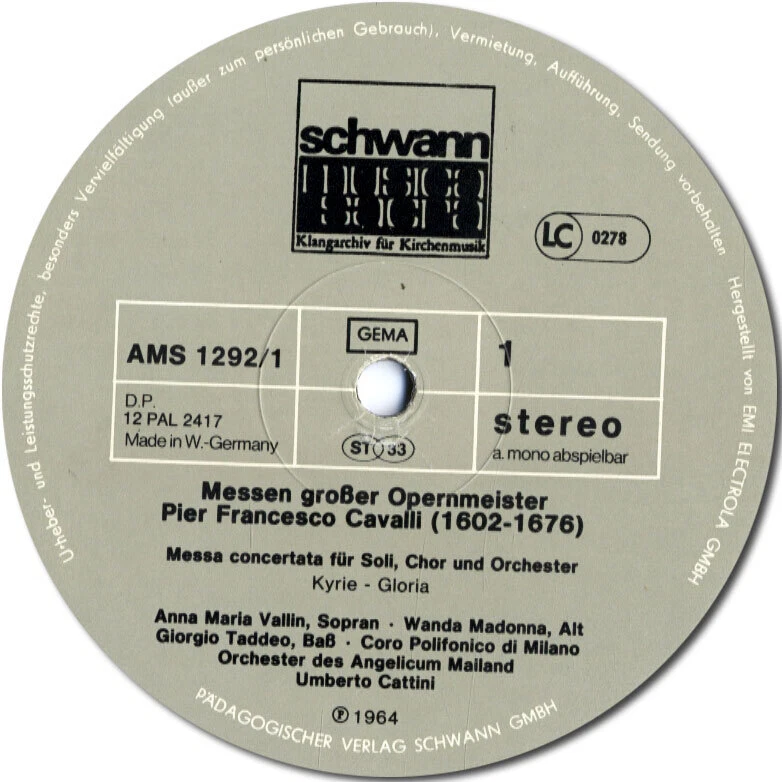 Urheber- und Leistungsschutzrechte, besonders Vervielfältigung (außer zum persönlichen Gebrauch), Vermietung, Aufführung, Sendung vorbehalten
Hergestellt von EMI ELECTROLA GMBH
schwann
MUSICA
SACRA
Klangarchiv für Kirchenmusik
LC 0278
AMS 1292/1
GEMA
1
D.P.
12 PAL 2417
Made in W.-Germany
ST 33
stereo
a. mono abspielbar
Messen großer Opernmeister
Pier Francesco Cavalli (1602-1676)
Messa concertata für Soli, Chor und Orchester
Kyrie - Gloria
Anna Maria Vallin, Sopran · Wanda Madonna, Alt
Giorgio Taddeo, Baß · Coro Polifonico di Milano
Orchester des Angelicum Mailand
Umberto Cattini
℗ 1964
PÄDAGOGISCHER VERLAG SCHWANN GMBH